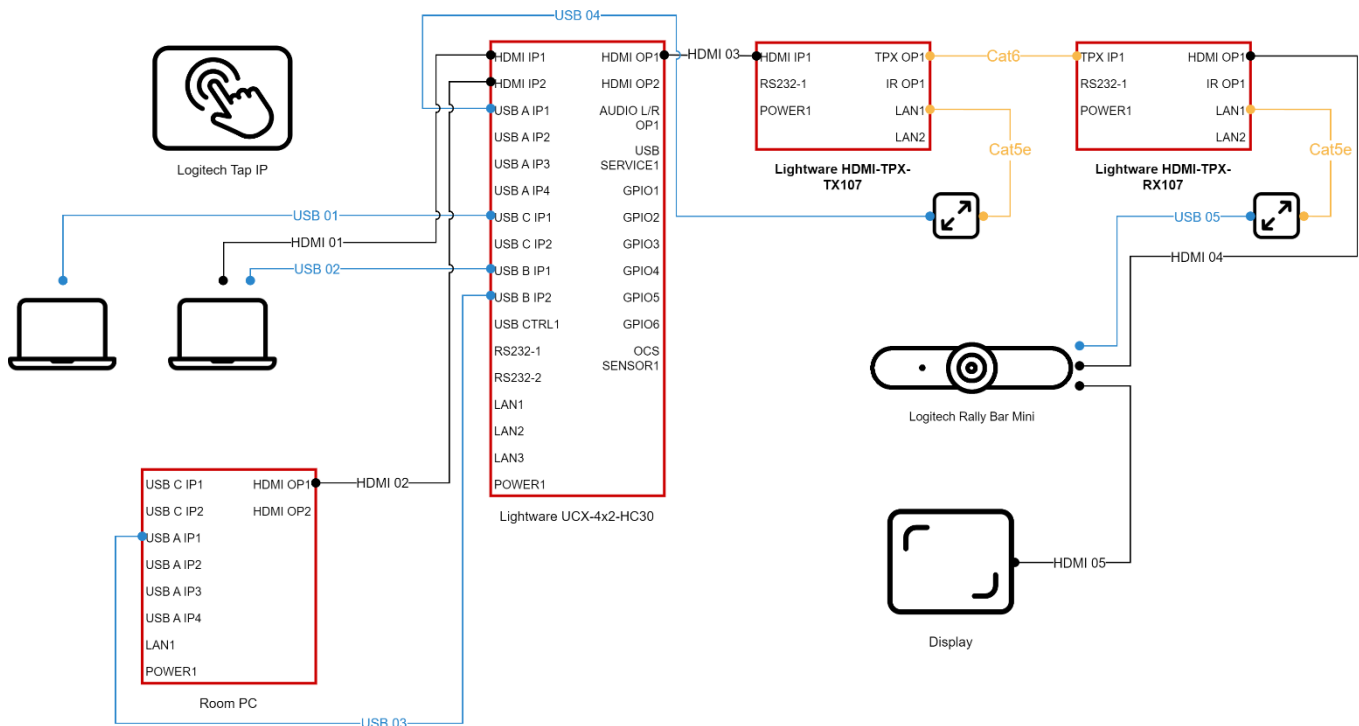 USB 04
Logitech Tap IP
HDMI IP1
HDMI IP2
USB A IP1
USB A IP2
USB A IP3
USB A IP4
USB C IP1
USB C IP2
USB B IP1
USB B IP2
USB CTRL1
RS232-1
RS232-2
LAN1
LAN2
LAN3
POWER1
HDMI OP1
HDMI OP2
AUDIO L/R
OP1
USB
SERVICE1
GPIO1
GPIO2
GPIO3
GPIO4
GPIO5
GPIO6
OCS
SENSOR1
Lightware UCX-4x2-HC30
HDMI 03
HDMI IP1
RS232-1
POWER1
TPX OP1
IR OP1
LAN1
LAN2
Lightware HDMI-TPX-
TX107
Cat6
Cat5e
TPX IP1
RS232-1
POWER1
HDMI OP1
IR OP1
LAN1
LAN2
Lightware HDMI-TPX-
RX107
Cat5e
USB 01
HDMI 01
USB 02
USB 05
HDMI 04
Logitech Rally Bar Mini
HDMI 05
Display
HDMI 02
USB C IP1
USB C IP2
USB A IP1
USB A IP2
USB A IP3
USB A IP4
LAN1
POWER1
HDMI OP1
HDMI OP2
Room PC
USB 03